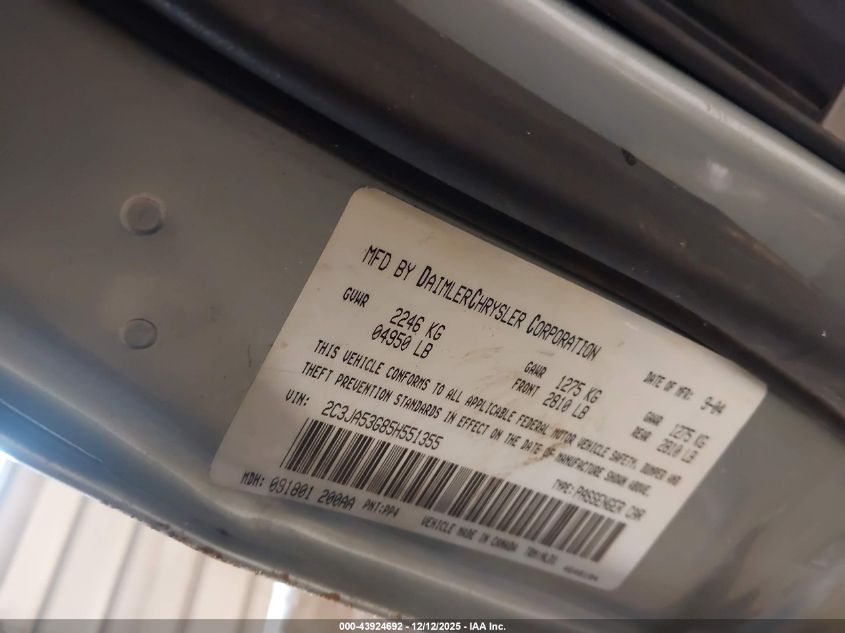 MFD BY DAIMLERCHRYSLER CORPORATION
DATE OF MFR: 9-04
GVWR 2246 KG
04950 LB
GAWR FRONT 1275 KG
2810 LB
GAWR REAR 1275 KG
2810 LB
THIS VEHICLE CONFORMS TO ALL APPLICABLE FEDERAL MOTOR VEHICLE SAFETY, BUMPER AND
THEFT PREVENTION STANDARDS IN EFFECT ON THE DATE OF MANUFACTURE SHOWN ABOVE.
VIN: 2C3JA53G85H551355
TYPE: PASSENGER CAR
MDH: 091801 200AA PNT:PP4
VEHICLE MADE IN CANADA
000-43924692 - 12/12/2025 - IAA Inc.